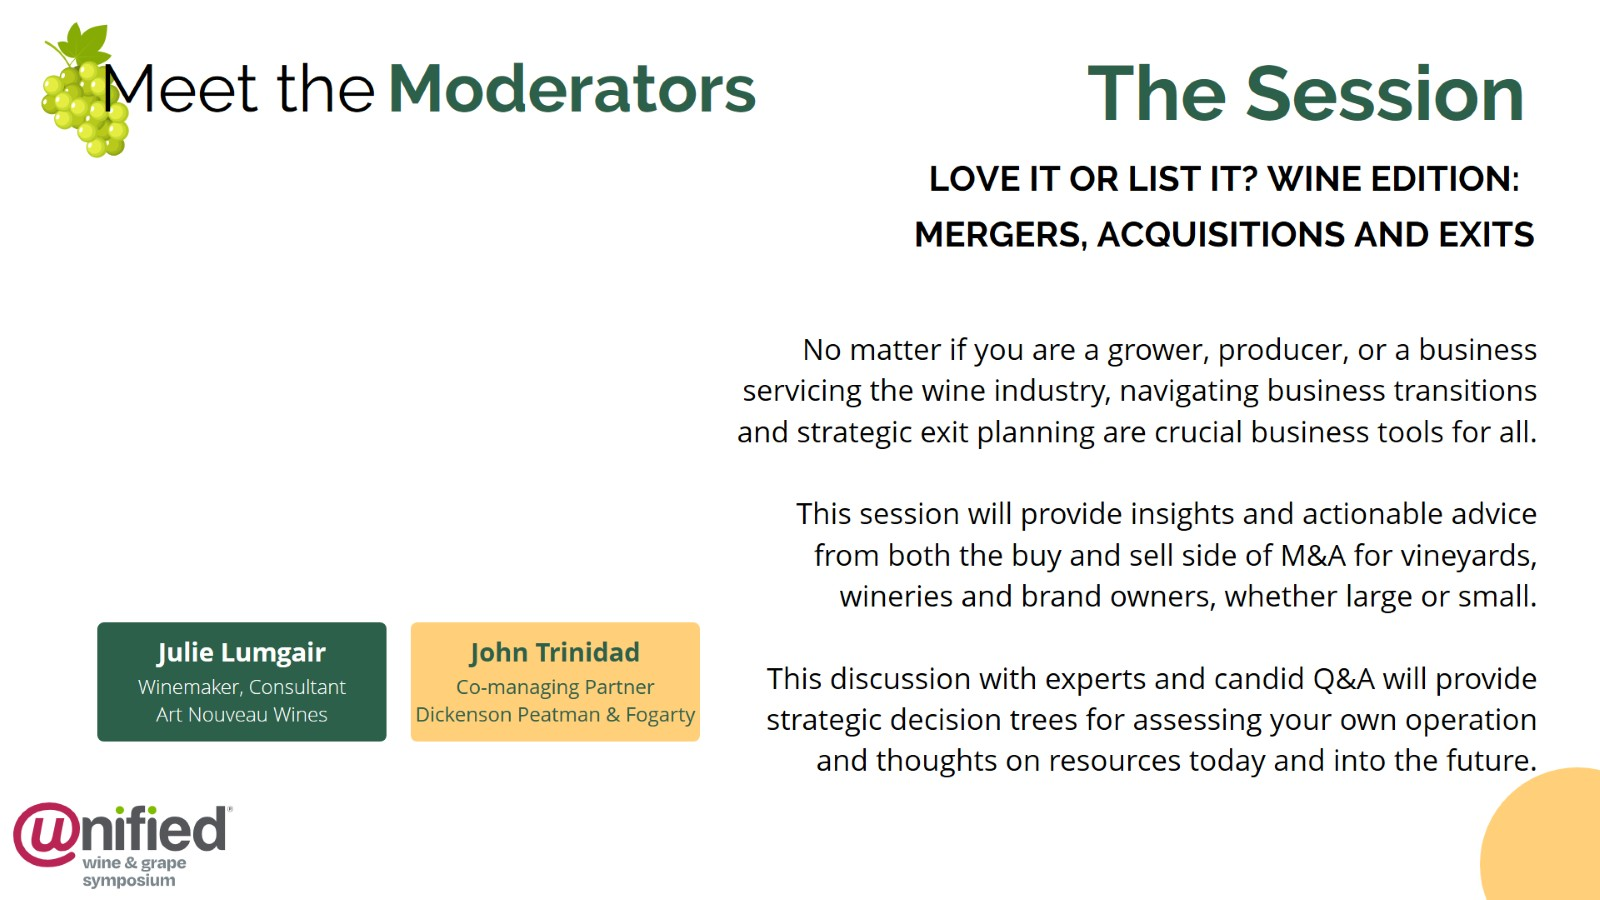 Meet the Moderators
Julie Lumgair
Winemaker, Consultant
Art Nouveau Wines
John Trinidad
Co-managing Partner
Dickenson Peatman & Fogarty
The Session
LOVE IT OR LIST IT? WINE EDITION:
MERGERS, ACQUISITIONS AND EXITS
No matter if you are a grower, producer, or a business
servicing the wine industry, navigating business transitions
and strategic exit planning are crucial business tools for all.
This session will provide insights and actionable advice
from both the buy and sell side of M&A for vineyards,
wineries and brand owners, whether large or small.
This discussion with experts and candid Q&A will provide
strategic decision trees for assessing your own operation
and thoughts on resources today and into the future.
unified®
wine & grape
symposium